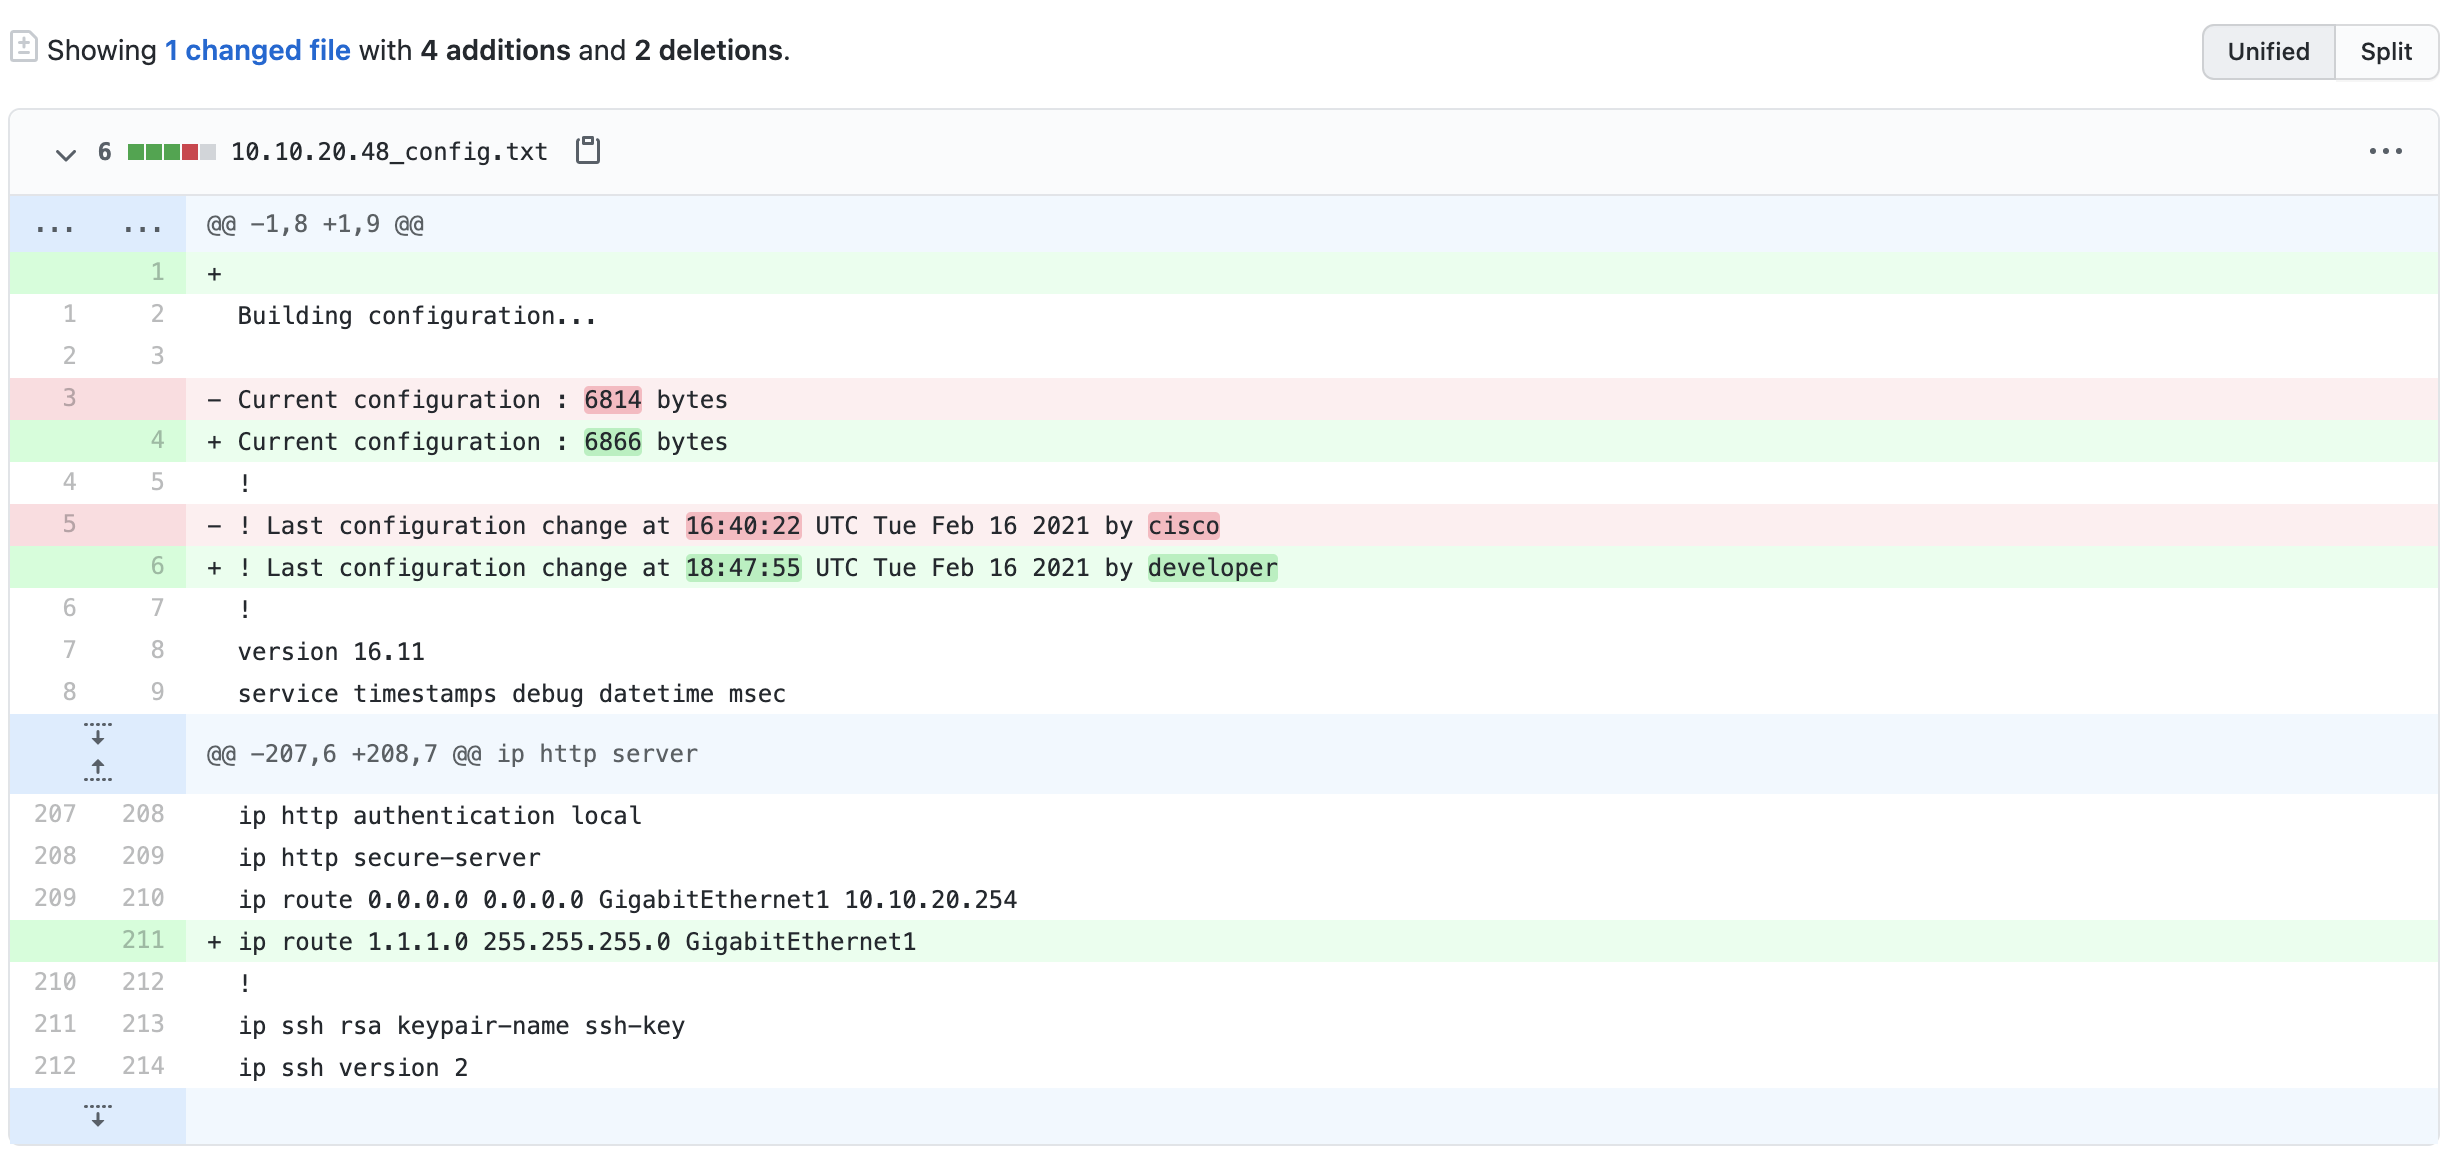 Showing 1 changed file with 4 additions and 2 deletions.
Unified Split
6 10.10.20.48_config.txt ...
... ... @@ -1,8 +1,9 @@
1 +
1 2 Building configuration...
2 3
3 - Current configuration : 6814 bytes
4 + Current configuration : 6866 bytes
4 5 !
5 - ! Last configuration change at 16:40:22 UTC Tue Feb 16 2021 by cisco
6 + ! Last configuration change at 18:47:55 UTC Tue Feb 16 2021 by developer
6 7 !
7 8 version 16.11
8 9 service timestamps debug datetime msec
@@ -207,6 +208,7 @@ ip http server
207 208 ip http authentication local
208 209 ip http secure-server
209 210 ip route 0.0.0.0 0.0.0.0 GigabitEthernet1 10.10.20.254
211 + ip route 1.1.1.0 255.255.255.0 GigabitEthernet1
210 212 !
211 213 ip ssh rsa keypair-name ssh-key
212 214 ip ssh version 2